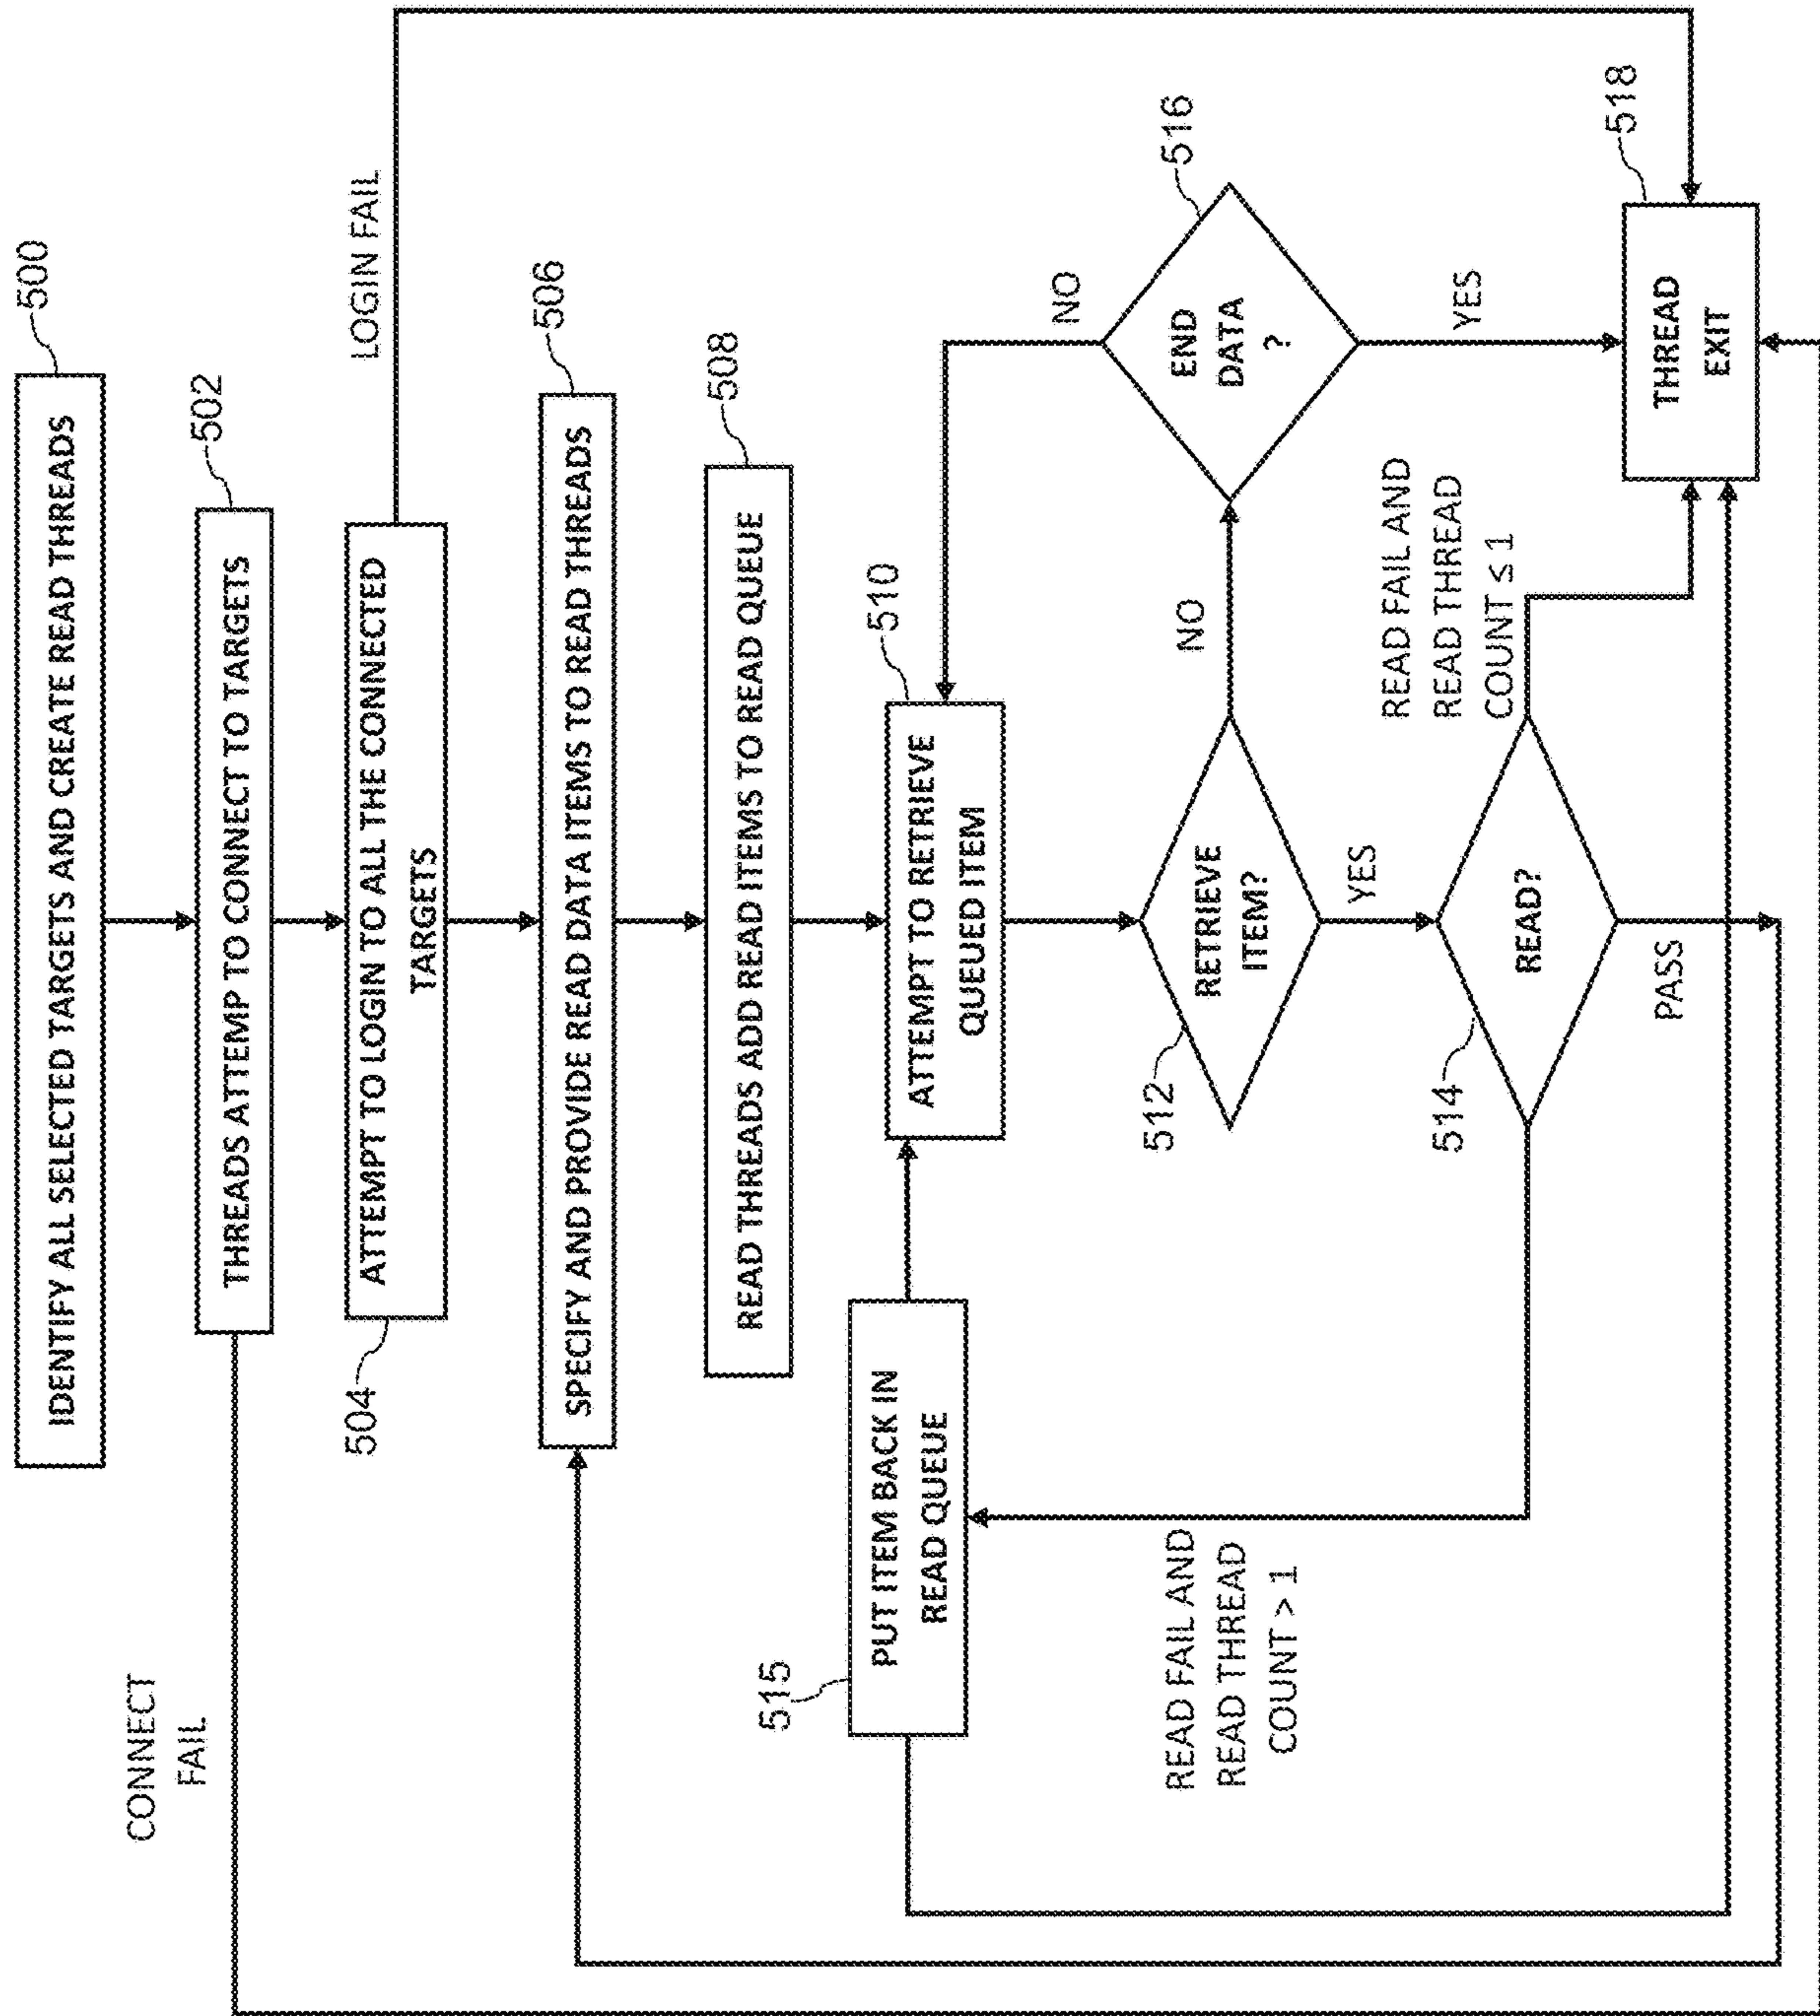 IDENTIFY ALL SELECTED TARGETS AND CREATE READ THREADS
500
CONNECT
FAIL
THREADS ATTEMP TO CONNECT TO TARGETS
502
504
ATTEMPT TO LOGIN TO ALL THE CONNECTED
TARGETS
LOGIN FAIL
SPECIFY AND PROVIDE READ DATA ITEMS TO READ THREADS
506
READ THREADS ADD READ ITEMS TO READ QUEUE
508
515
PUT ITEM BACK IN
READ QUEUE
ATTEMPT TO RETRIEVE
QUEUED ITEM
510
512
RETRIEVE
ITEM?
NO
YES
END
DATA
?
516
NO
YES
READ FAIL AND
READ THREAD
COUNT > 1
514
READ?
PASS
READ FAIL AND
READ THREAD
COUNT ≤ 1
THREAD
EXIT
518